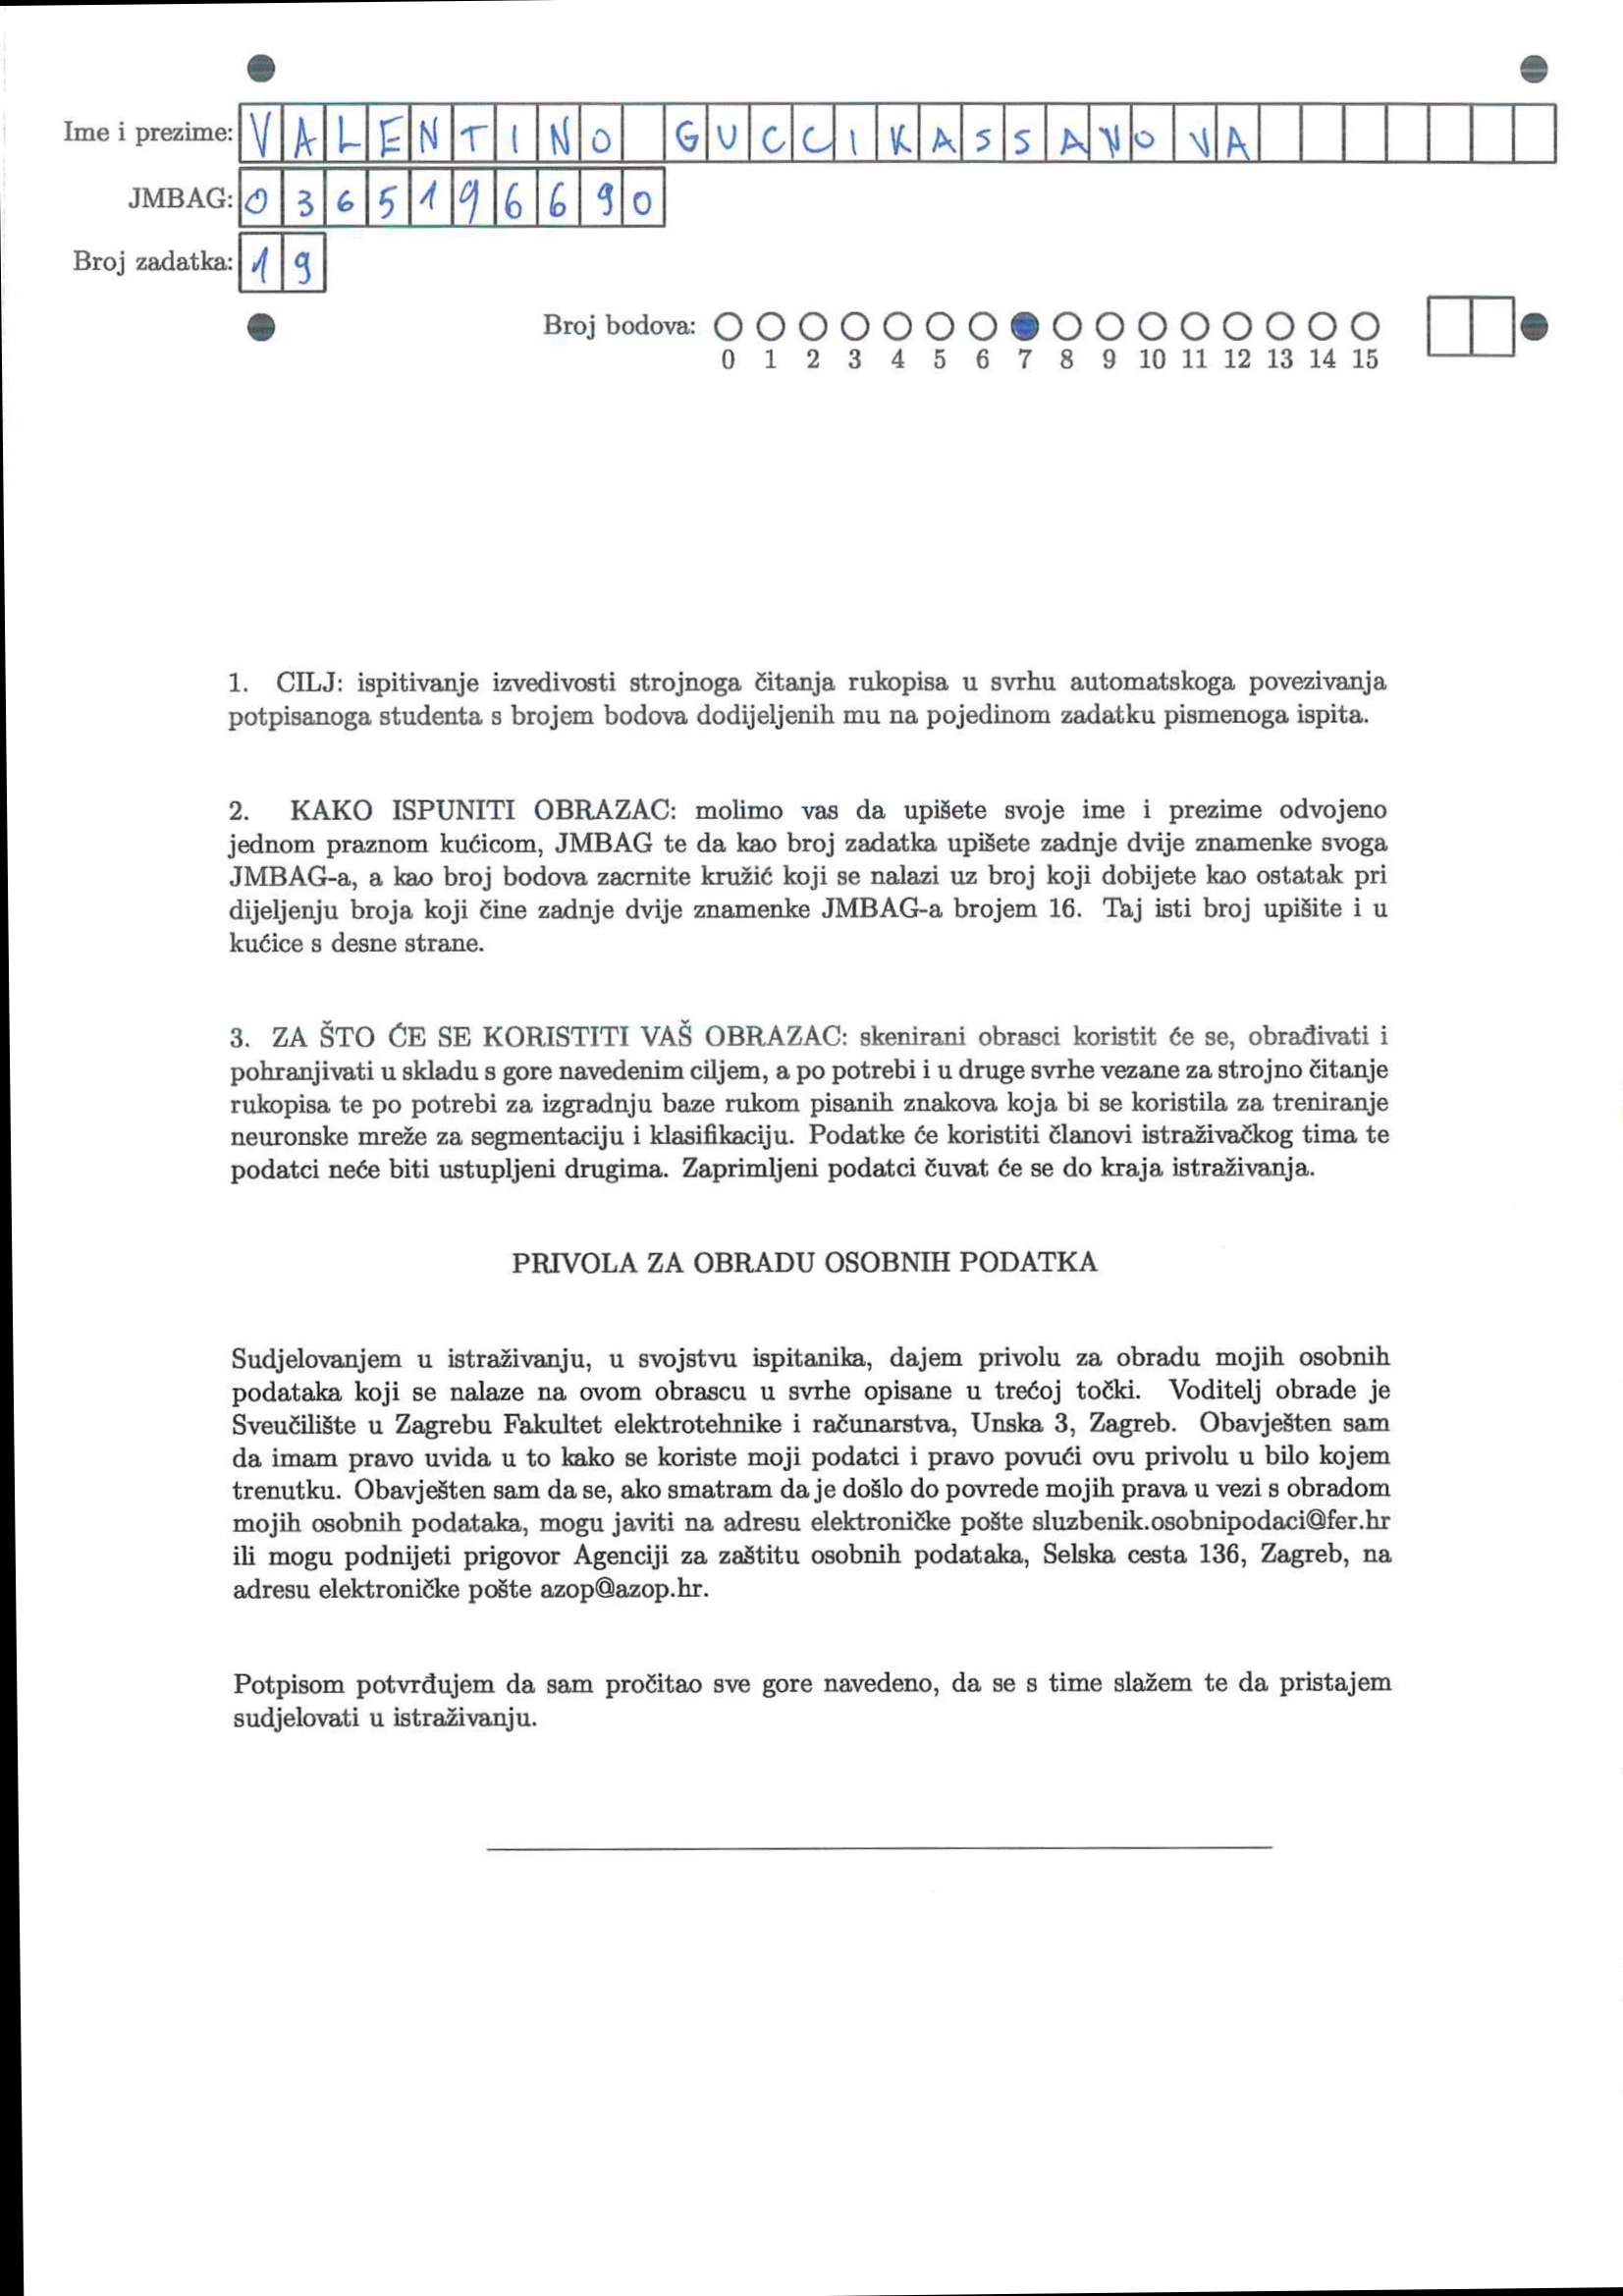 Ime i prezime: VALENTINO GUCCIKASSANOVA
JMBAG: 0365196690
Broj zadatka: 19
Broj bodova:
0 1 2 3 4 5 6 7 8 9 10 11 12 13 14 15
1. CILJ: ispitivanje izvedivosti strojnoga čitanja rukopisa u svrhu automatskoga povezivanja
potpisanoga studenta s brojem bodova dodijeljenih mu na pojedinom zadatku pismenoga ispita.
2. KAKO ISPUNITI OBRAZAC: molimo vas da upišete svoje ime i prezime odvojeno
jednom praznom kućicom, JMBAG te da kao broj zadatka upišete zadnje dvije znamenke svoga
JMBAG-a, a kao broj bodova zacrnite kružić koji se nalazi uz broj koji dobijete kao ostatak pri
dijeljenju broja koji čine zadnje dvije znamenke JMBAG-a brojem 16. Taj isti broj upišite i u
kućice s desne strane.
3. ZA ŠTO ĆE SE KORISTITI VAŠ OBRAZAC: skenirani obrasci koristit će se, obrađivati i
pohranjivati u skladu s gore navedenim ciljem, a po potrebi i u druge svrhe vezane za strojno čitanje
rukopisa te po potrebi za izgradnju baze rukom pisanih znakova koja bi se koristila za treniranje
neuronske mreže za segmentaciju i klasifikaciju. Podatke će koristiti članovi istraživačkog tima te
podatci neće biti ustupljeni drugima. Zaprimljeni podatci čuvat će se do kraja istraživanja.
PRIVOLA ZA OBRADU OSOBNIH PODATKA
Sudjelovanjem u istraživanju, u svojstvu ispitanika, dajem privolu za obradu mojih osobnih
podataka koji se nalaze na ovom obrascu u svrhe opisane u trećoj točki. Voditelj obrade je
Sveučilište u Zagrebu Fakultet elektrotehnike i računarstva, Unska 3, Zagreb. Obavješten sam
da imam pravo uvida u to kako se koriste moji podatci i pravo povući ovu privolu u bilo kojem
trenutku. Obavješten sam da se, ako smatram da je došlo do povrede mojih prava u vezi s obradom
mojih osobnih podataka, mogu javiti na adresu elektroničke pošte sluzbenik.osobnipodaci@fer.hr
ili mogu podnijeti prigovor Agenciji za zaštitu osobnih podataka, Selska cesta 136, Zagreb, na
adresu elektroničke pošte azop@azop.hr.
Potpisom potvrđujem da sam pročitao sve gore navedeno, da se s time slažem te da pristajem
sudjelovati u istraživanju.